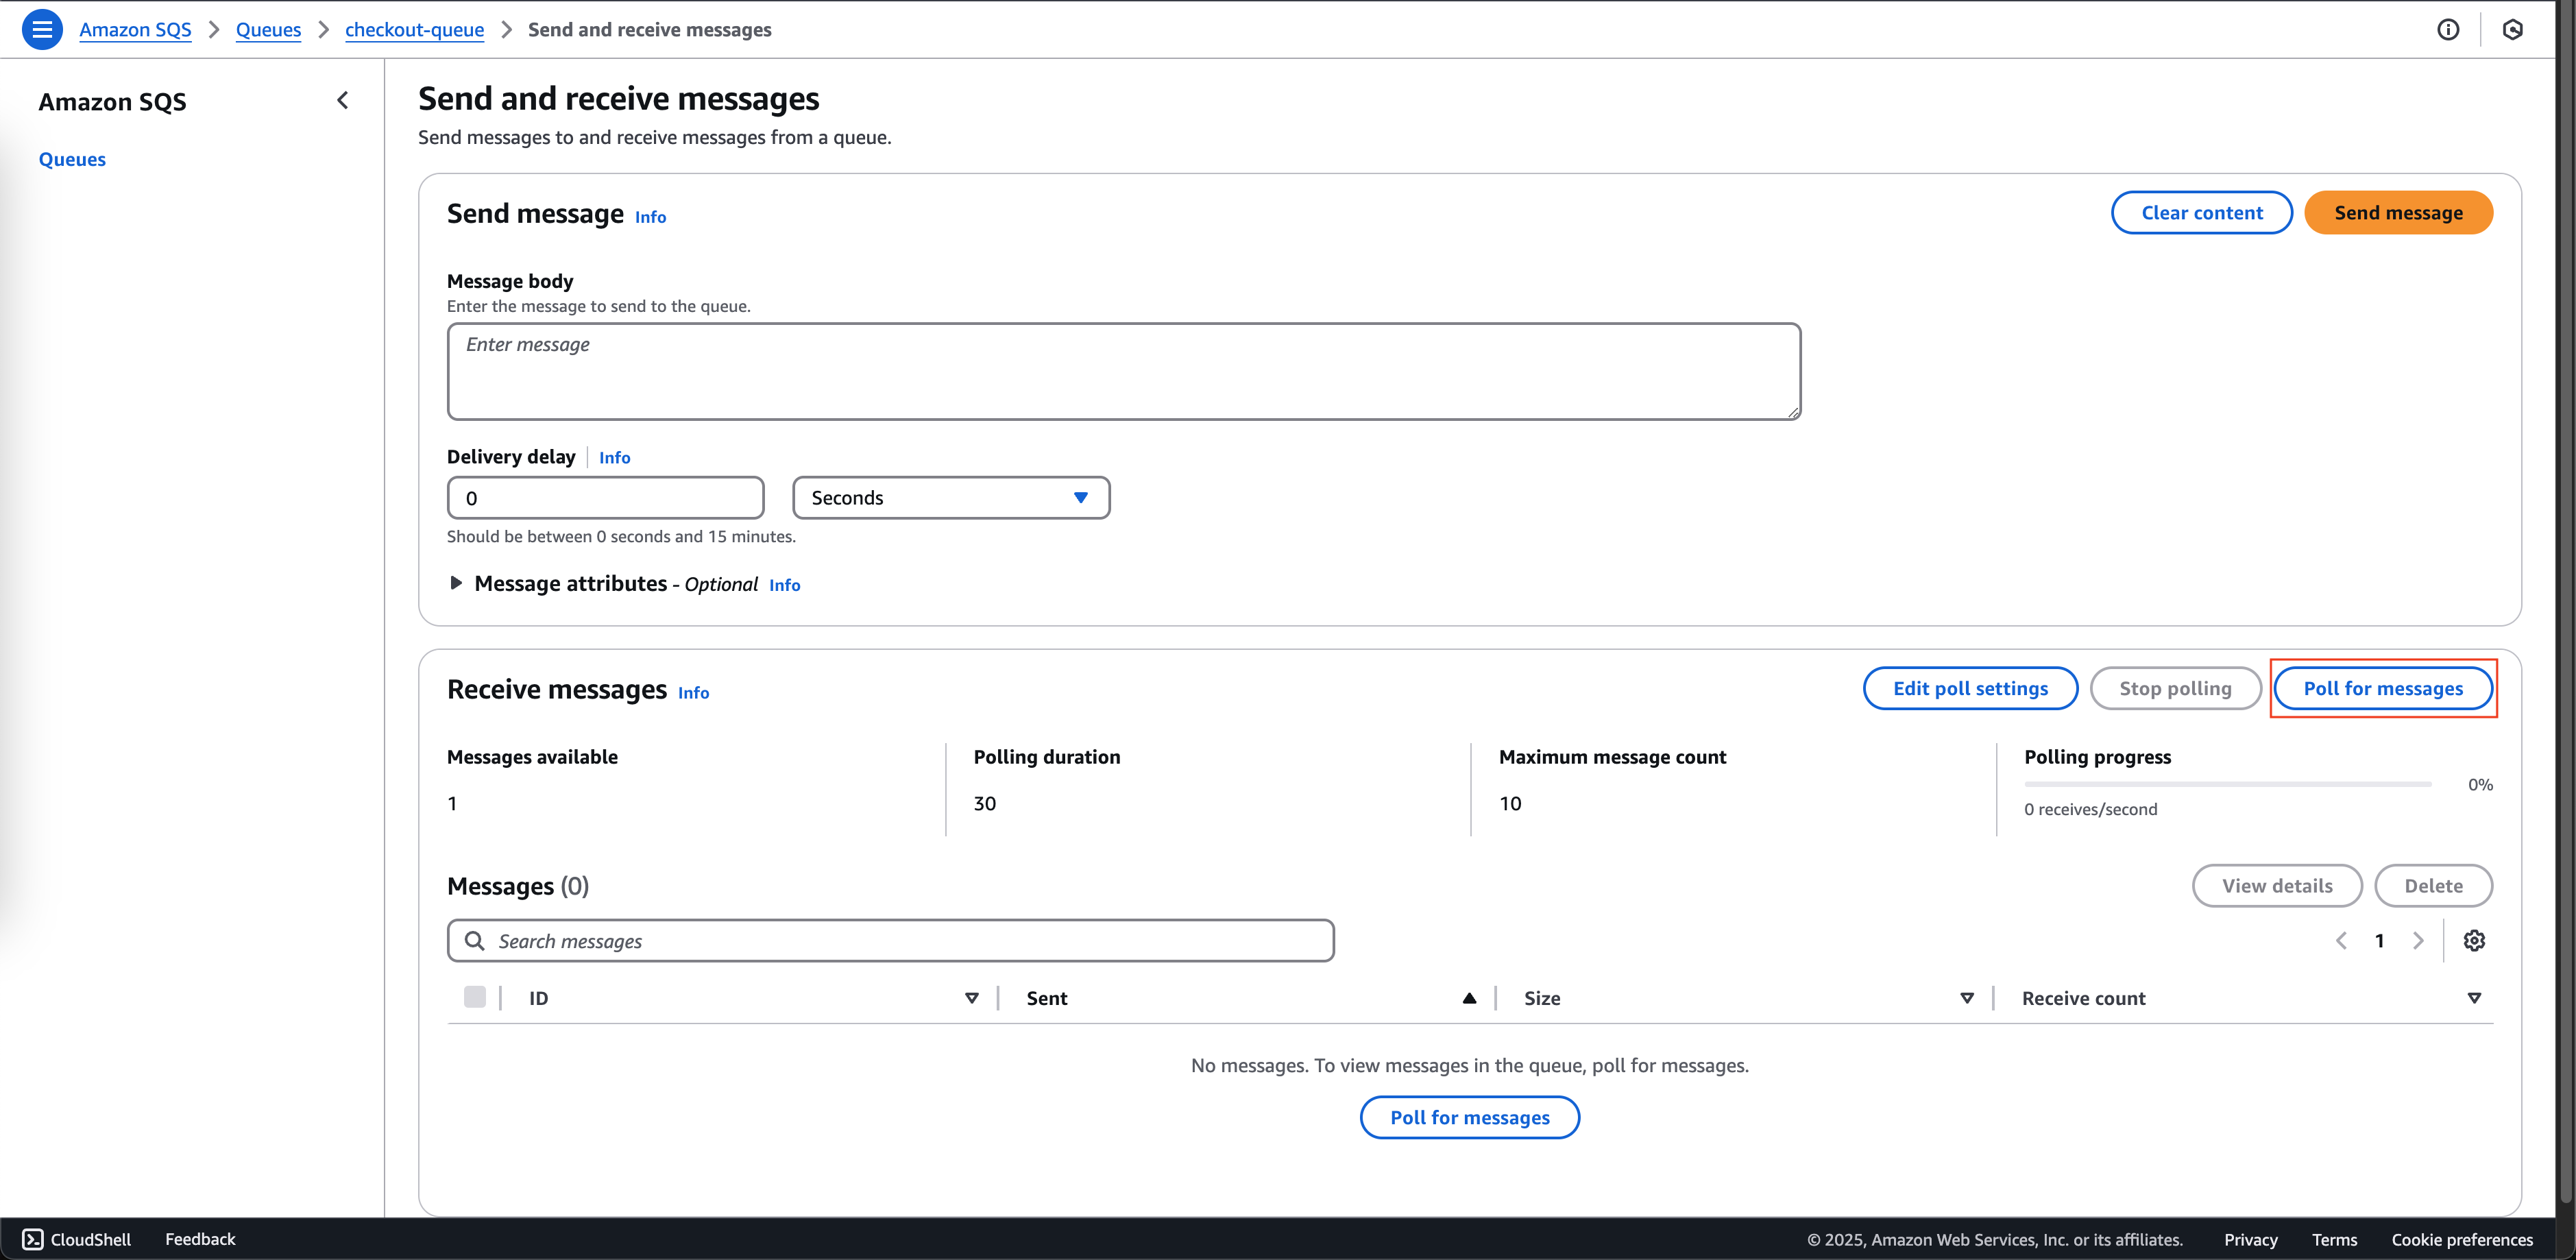 Amazon SQS > Queues > checkout-queue > Send and receive messages
Amazon SQS
Queues
Send and receive messages
Send messages to and receive messages from a queue.
Send message Info
Clear content
Send message
Message body
Enter the message to send to the queue.
Enter message
Delivery delay Info
0
Seconds
Should be between 0 seconds and 15 minutes.
Message attributes - Optional Info
Receive messages Info
Edit poll settings
Stop polling
Poll for messages
Messages available
1
Polling duration
30
Maximum message count
10
Polling progress
0%
0 receives/second
Messages (0)
View details
Delete
Search messages
1
ID Sent Size Receive count
No messages. To view messages in the queue, poll for messages.
Poll for messages
CloudShell Feedback © 2025, Amazon Web Services, Inc. or its affiliates. Privacy Terms Cookie preferences